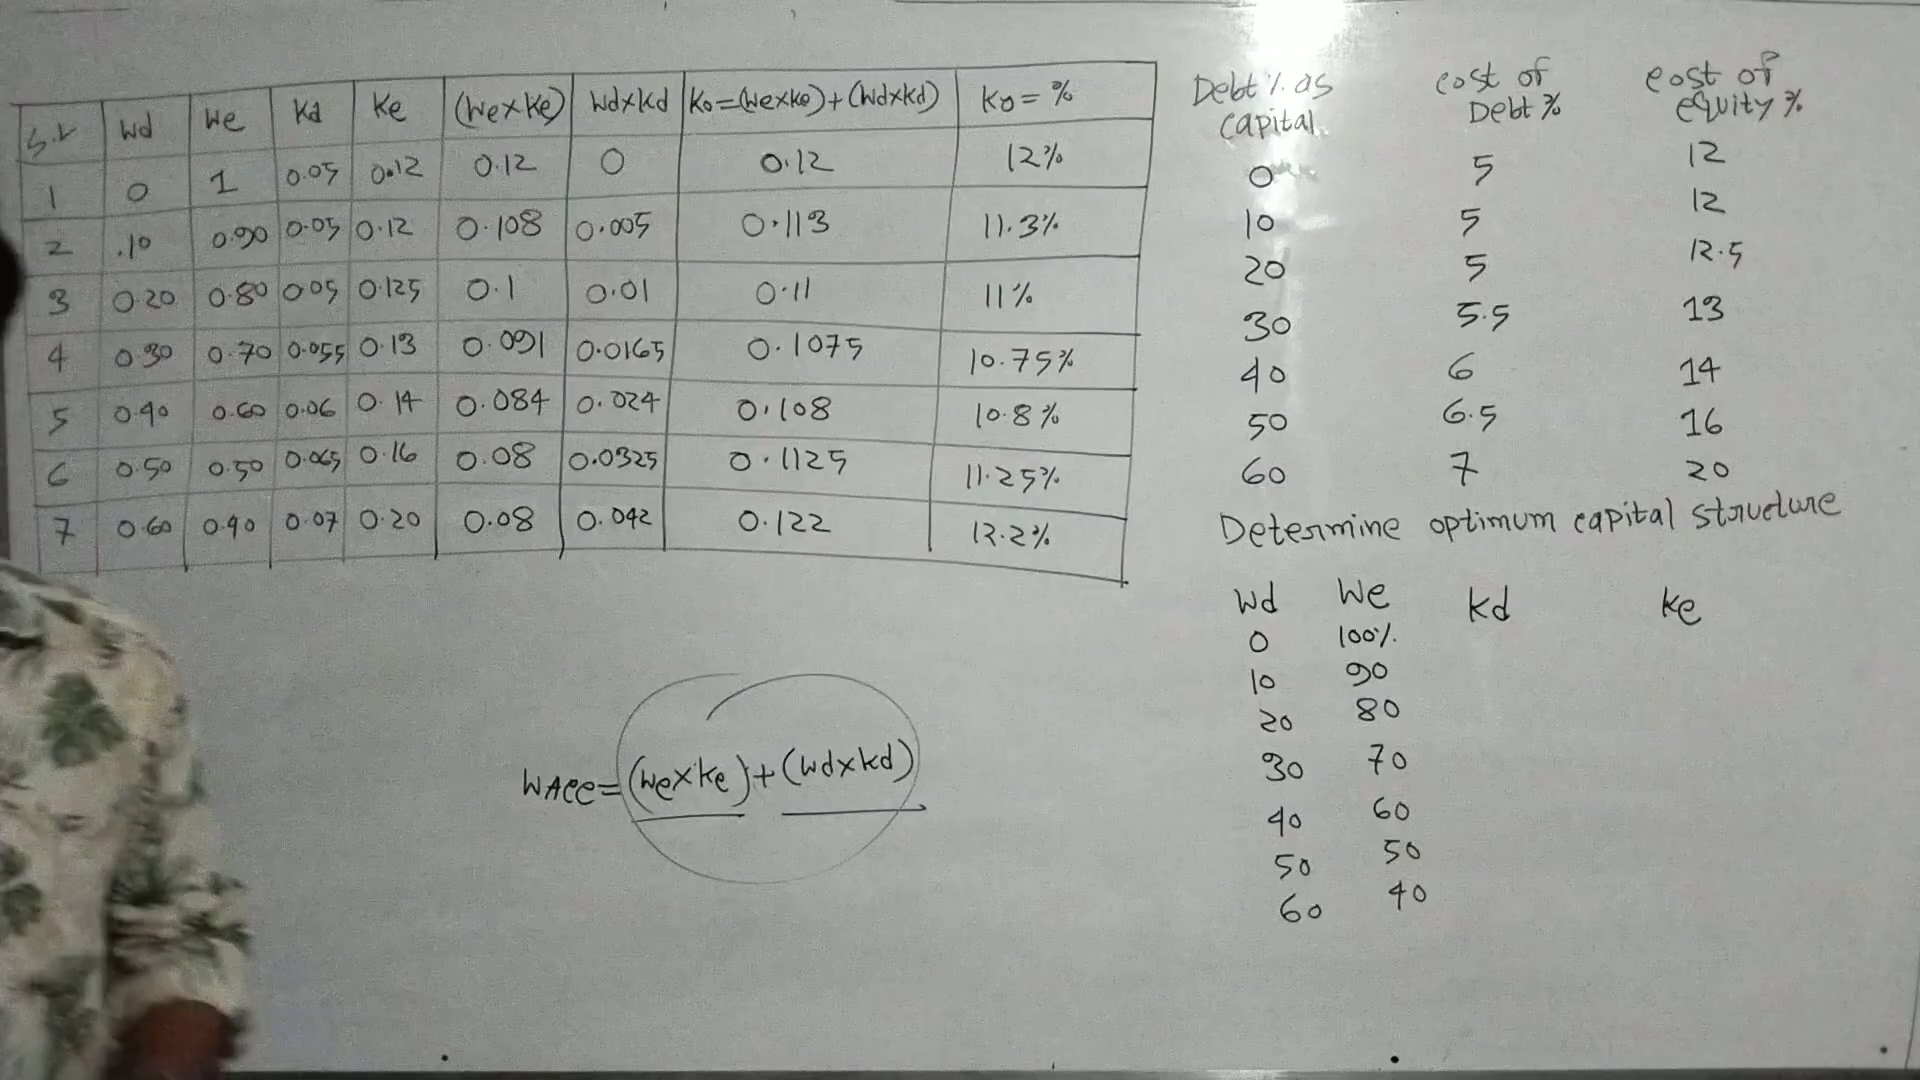 S.r Wd We Kd Ke (We×Ke) Wd×Kd Ko=(We×Ke)+(Wd×Kd) Ko=%
1 0 1 0.05 0.12 0.12 0 0.12 12%
2 .10 0.90 0.05 0.12 0.108 0.005 0.113 11.3%
3 0.20 0.80 0.05 0.125 0.1 0.01 0.11 11%
4 0.30 0.70 0.055 0.13 0.091 0.0165 0.1075 10.75%
5 0.40 0.60 0.06 0.14 0.084 0.024 0.108 10.8%
6 0.50 0.50 0.065 0.16 0.08 0.0325 0.1125 11.25%
7 0.60 0.40 0.07 0.20 0.08 0.042 0.122 12.2%
WACC=(We×Ke)+(Wd×Kd)
Debt % as cost of cost of
capital. Debt % equity %
0 5 12
10 5 12
20 5 12.5
30 5.5 13
40 6 14
50 6.5 16
60 7 20
Determine optimum capital structure
Wd We Kd Ke
0 100%.
10 90
20 80
30 70
40 60
50 50
60 40